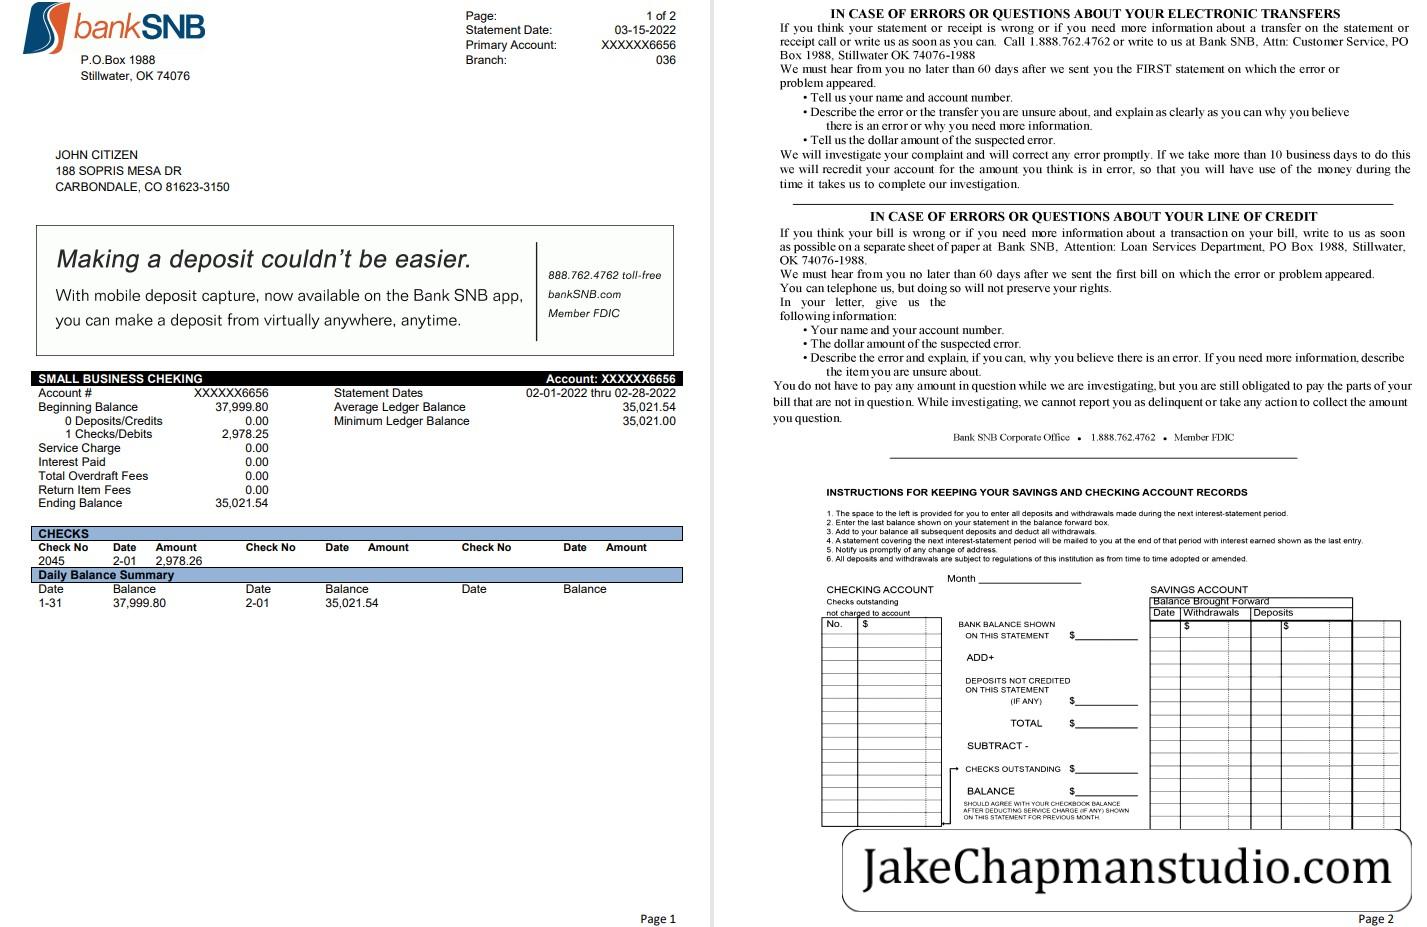 bankSNB
P.O.Box 1988
Stillwater, OK 74076
Page: 1 of 2
Statement Date: 03-15-2022
Primary Account: XXXXXX6656
Branch: 036
JOHN CITIZEN
188 SOPRIS MESA DR
CARBONDALE, CO 81623-3150
Making a deposit couldn't be easier.
With mobile deposit capture, now available on the Bank SNB app,
you can make a deposit from virtually anywhere, anytime.
888.762.4762 toll-free
bankSNB.com
Member FDIC
SMALL BUSINESS CHEKING Account: XXXXXX6656
Account # XXXXXX6656 Statement Dates 02-01-2022 thru 02-28-2022
Beginning Balance 37,999.80 Average Ledger Balance 35,021.54
0 Deposits/Credits 0.00 Minimum Ledger Balance 35,021.00
1 Checks/Debits 2,978.25
Service Charge 0.00
Interest Paid 0.00
Total Overdraft Fees 0.00
Return Item Fees 0.00
Ending Balance 35,021.54
CHECKS
Check No Date Amount Check No Date Amount Check No Date Amount
2045 2-01 2,978.26
Daily Balance Summary
Date Balance Date Balance Date Balance
1-31 37,999.80 2-01 35,021.54
Page 1
IN CASE OF ERRORS OR QUESTIONS ABOUT YOUR ELECTRONIC TRANSFERS
If you think your statement or receipt is wrong or if you need more information about a transfer on the statement or
receipt call or write us as soon as you can. Call 1.888.762.4762 or write to us at Bank SNB, Attn: Customer Service, PO
Box 1988, Stillwater OK 74076-1988
We must hear from you no later than 60 days after we sent you the FIRST statement on which the error or
problem appeared.
• Tell us your name and account number.
• Describe the error or the transfer you are unsure about, and explain as clearly as you can why you believe
there is an error or why you need more information.
• Tell us the dollar amount of the suspected error.
We will investigate your complaint and will correct any error promptly. If we take more than 10 business days to do this
we will recredit your account for the amount you think is in error, so that you will have use of the money during the
time it takes us to complete our investigation.
IN CASE OF ERRORS OR QUESTIONS ABOUT YOUR LINE OF CREDIT
If you think your bill is wrong or if you need more information about a transaction on your bill, write to us as soon
as possible on a separate sheet of paper at Bank SNB, Attention: Loan Services Department, PO Box 1988, Stillwater,
OK 74076-1988.
We must hear from you no later than 60 days after we sent the first bill on which the error or problem appeared.
You can telephone us, but doing so will not preserve your rights.
In your letter, give us the
following information:
• Your name and your account number.
• The dollar amount of the suspected error.
• Describe the error and explain, if you can, why you believe there is an error. If you need more information, describe
the item you are unsure about.
You do not have to pay any amount in question while we are investigating, but you are still obligated to pay the parts of your
bill that are not in question. While investigating, we cannot report you as delinquent or take any action to collect the amount
you question.
Bank SNB Corporate Office • 1.888.762.4762 • Member FDIC
INSTRUCTIONS FOR KEEPING YOUR SAVINGS AND CHECKING ACCOUNT RECORDS
1. The space to the left is provided for you to enter all deposits and withdrawals made during the next interest-statement period.
2. Enter the last balance shown on your statement in the balance forward box.
3. Add to your balance all subsequent deposits and deduct all withdrawals.
4. A statement covering the next interest-statement period will be mailed to you at the end of that period with interest earned shown as the last entry.
5. Notify us promptly of any change of address.
6. All deposits and withdrawals are subject to regulations of this institution as from time to time adopted or amended.
Month
CHECKING ACCOUNT
Checks outstanding
not charged to account
No. $
BANK BALANCE SHOWN
ON THIS STATEMENT $
ADD+
DEPOSITS NOT CREDITED
ON THIS STATEMENT
(IF ANY) $
TOTAL $
SUBTRACT -
CHECKS OUTSTANDING $
BALANCE $
SHOULD AGREE WITH YOUR CHECKBOOK BALANCE
AFTER DEDUCTING SERVICE CHARGE (IF ANY) SHOWN
ON THIS STATEMENT FOR PREVIOUS MONTH.
SAVINGS ACCOUNT
Balance Brought Forward
Date Withdrawals Deposits
$ $
JakeChapmanstudio.com
Page 2